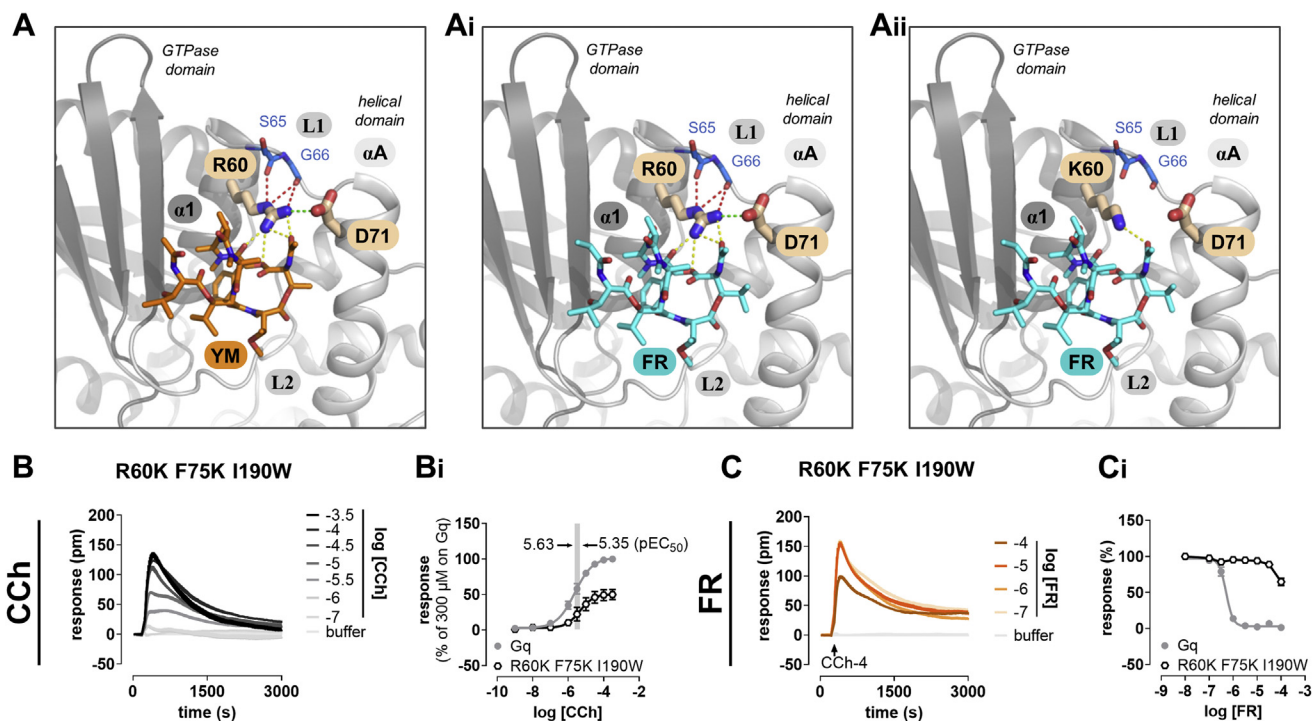 A
GTPase
domain
S65
L1
helical
domain
G66
αA
R60
α1
D71
YM
L2
Ai
GTPase
domain
S65
L1
helical
domain
G66
αA
R60
α1
D71
FR
L2
Aii
GTPase
domain
S65
L1
helical
domain
G66
αA
K60
α1
D71
FR
L2
B
R60K F75K I190W
CCh
response (pm)
200
150
100
50
0
-50
0
1500
3000
time (s)
-3.5
-4
-4.5
-5
-5.5
-6
-7
buffer
log [CCh]
Bi
response
(% of 300 µM on Gq)
150
100
50
0
-50
5.63
5.35 (pEC50)
Gq
R60K F75K I190W
-10
-8
-6
-4
-2
log [CCh]
C
R60K F75K I190W
FR
response (pm)
200
150
100
50
0
-50
CCh-4
0
1500
3000
time (s)
-4
-5
-6
-7
buffer
log [FR]
Ci
response (%)
150
100
50
0
-50
Gq
R60K F75K I190W
-9
-8
-7
-6
-5
-4
-3
log [FR]